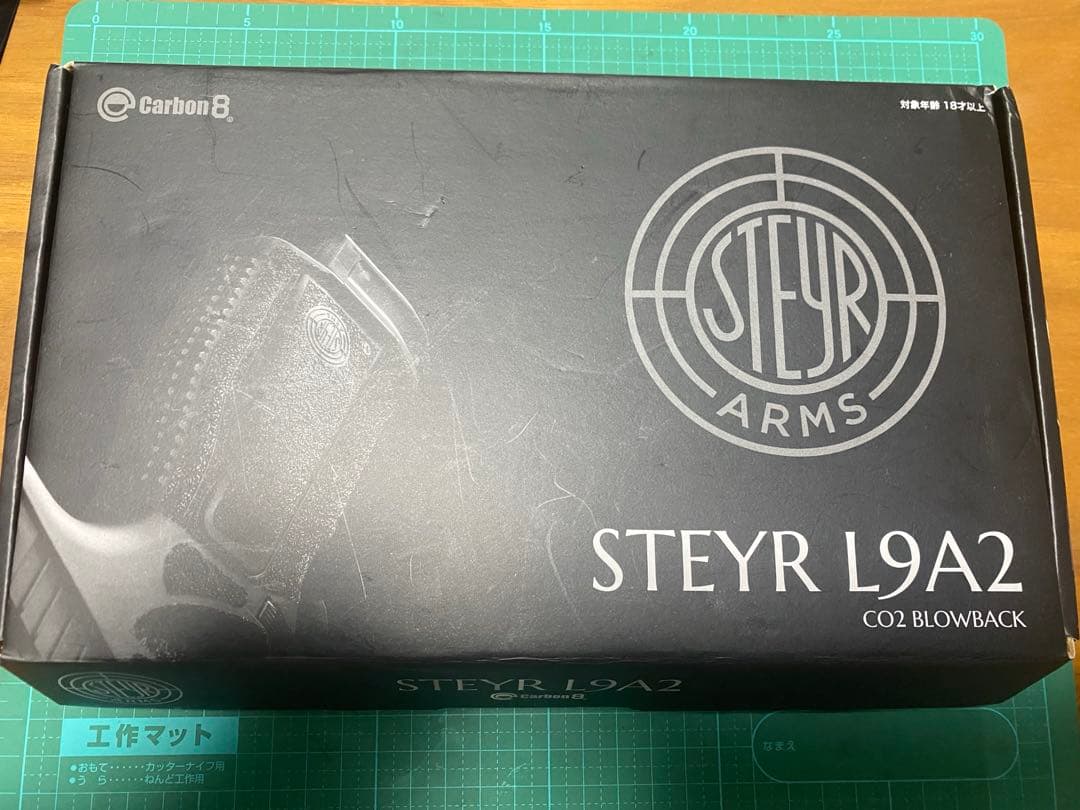 0 5 10 15 20 25 30
Carbon8
対象年齢 18才以上
STEYR
ARMS
STEYR L9A2
CO2 BLOWBACK
STEYR L9A2
Carbon8
工作マット
●おもて・・・・・・カッターナイフ用
●う ら・・・・・・ねんど工作用
なまえ